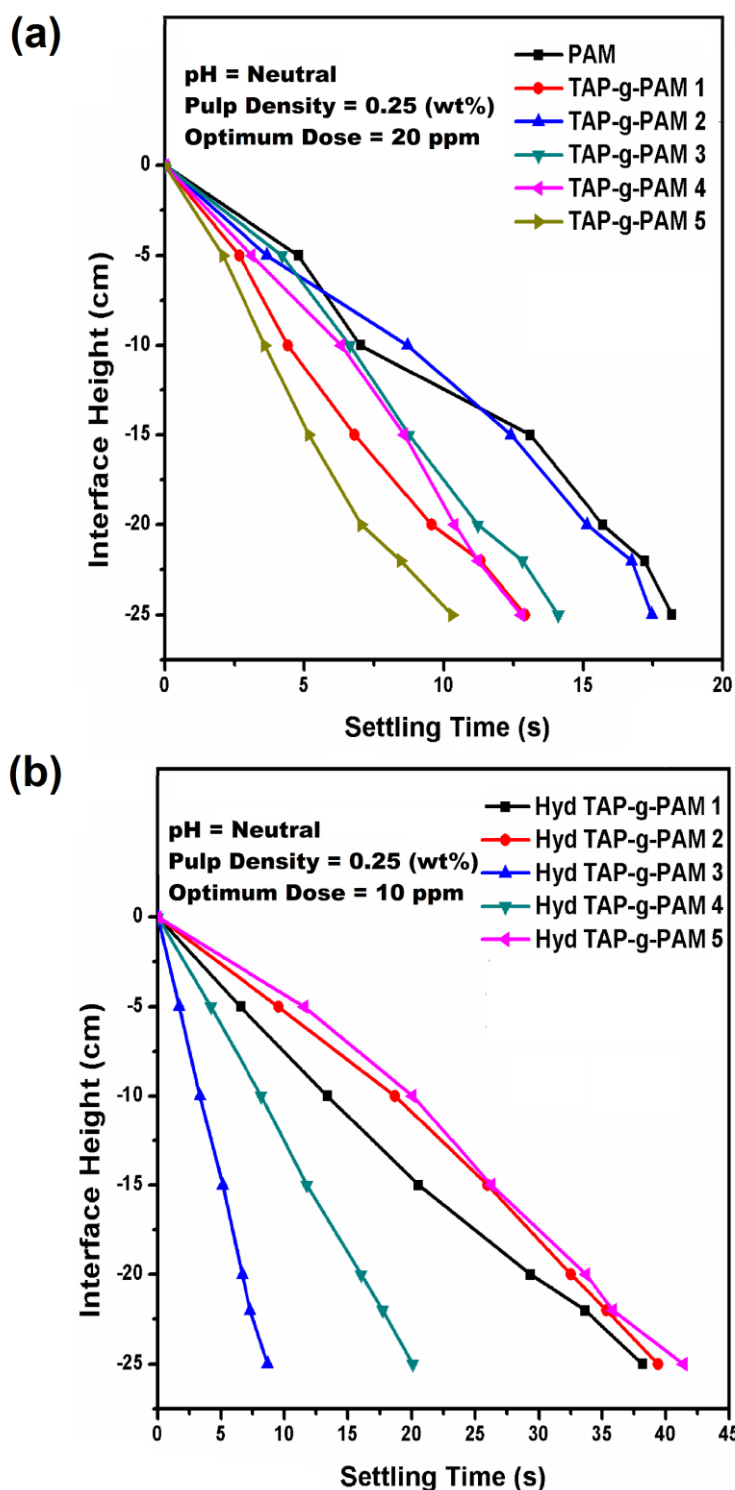 (a)
pH = Neutral
Pulp Density = 0.25 (wt%)
Optimum Dose = 20 ppm
PAM
TAP-g-PAM 1
TAP-g-PAM 2
TAP-g-PAM 3
TAP-g-PAM 4
TAP-g-PAM 5
Interface Height (cm)
0
-5
-10
-15
-20
-25
0 5 10 15 20
Settling Time (s)
(b)
pH = Neutral
Pulp Density = 0.25 (wt%)
Optimum Dose = 10 ppm
Hyd TAP-g-PAM 1
Hyd TAP-g-PAM 2
Hyd TAP-g-PAM 3
Hyd TAP-g-PAM 4
Hyd TAP-g-PAM 5
Interface Height (cm)
0
-5
-10
-15
-20
-25
0 5 10 15 20 25 30 35 40 45
Settling Time (s)